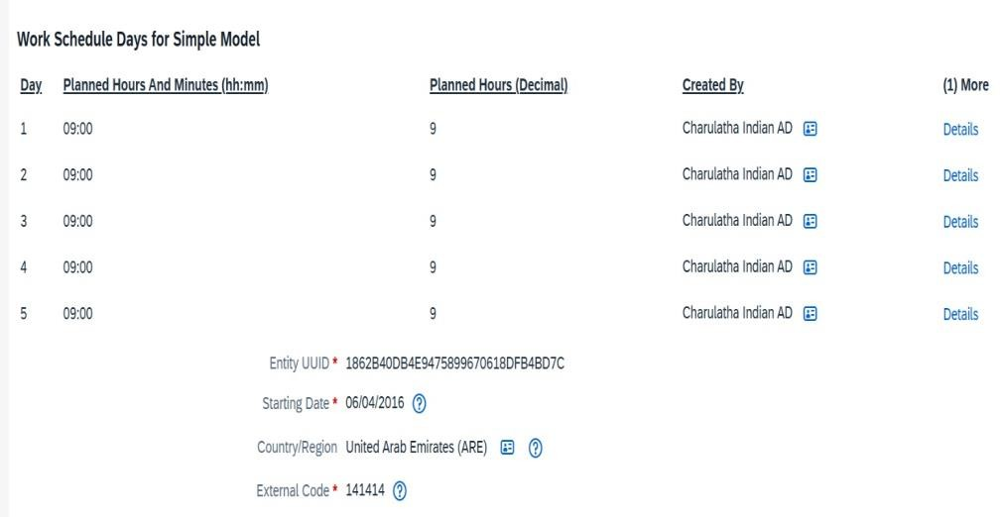 Work Schedule Days for Simple Model
Day Planned Hours And Minutes (hh:mm) Planned Hours (Decimal) Created By (1) More
1 09:00 9 Charulatha Indian AD Details
2 09:00 9 Charulatha Indian AD Details
3 09:00 9 Charulatha Indian AD Details
4 09:00 9 Charulatha Indian AD Details
5 09:00 9 Charulatha Indian AD Details
Entity UUID * 1862B40DB4E9475899670618DFB4BD7C
Starting Date * 06/04/2016 ?
Country/Region United Arab Emirates (ARE) ?
External Code * 141414 ?